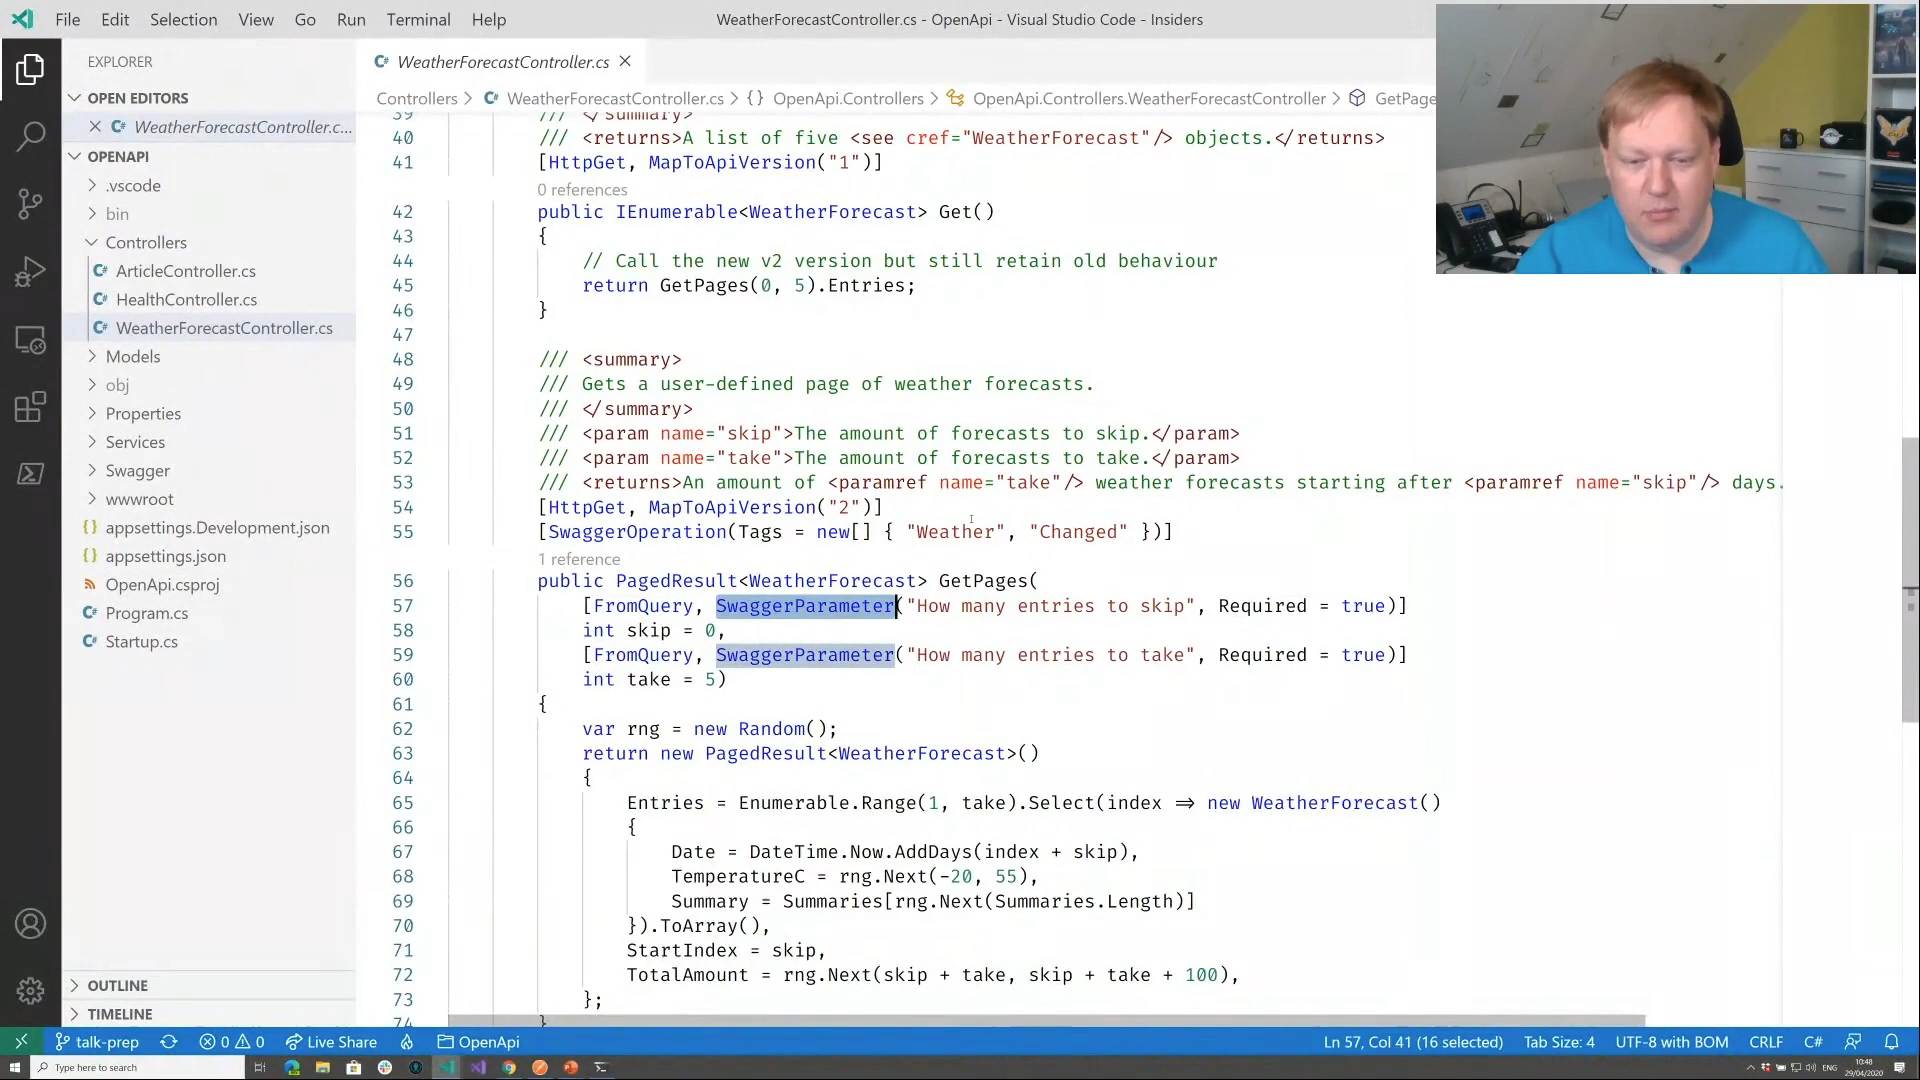 File Edit Selection View Go Run Terminal Help
WeatherForecastController.cs - OpenApi - Visual Studio Code - Insiders
EXPLORER
OPEN EDITORS
WeatherForecastController.c...
OPENAPI
.vscode
bin
Controllers
ArticleController.cs
HealthController.cs
WeatherForecastController.cs
Models
obj
Properties
Services
Swagger
wwwroot
appsettings.Development.json
appsettings.json
OpenApi.csproj
Program.cs
Startup.cs
OUTLINE
TIMELINE
WeatherForecastController.cs
Controllers > WeatherForecastController.cs > {} OpenApi.Controllers > OpenApi.Controllers.WeatherForecastController > GetPage
39 /// </summary>
40 /// <returns>A list of five <see cref="WeatherForecast"/> objects.</returns>
41 [HttpGet, MapToApiVersion("1")]
0 references
42 public IEnumerable<WeatherForecast> Get()
43 {
44 // Call the new v2 version but still retain old behaviour
45 return GetPages(0, 5).Entries;
46 }
47
48 /// <summary>
49 /// Gets a user-defined page of weather forecasts.
50 /// </summary>
51 /// <param name="skip">The amount of forecasts to skip.</param>
52 /// <param name="take">The amount of forecasts to take.</param>
53 /// <returns>An amount of <paramref name="take"/> weather forecasts starting after <paramref name="skip"/> days.
54 [HttpGet, MapToApiVersion("2")]
55 [SwaggerOperation(Tags = new[] { "Weather", "Changed" })]
1 reference
56 public PagedResult<WeatherForecast> GetPages(
57 [FromQuery, SwaggerParameter("How many entries to skip", Required = true)]
58 int skip = 0,
59 [FromQuery, SwaggerParameter("How many entries to take", Required = true)]
60 int take = 5)
61 {
62 var rng = new Random();
63 return new PagedResult<WeatherForecast>()
64 {
65 Entries = Enumerable.Range(1, take).Select(index => new WeatherForecast()
66 {
67 Date = DateTime.Now.AddDays(index + skip),
68 TemperatureC = rng.Next(-20, 55),
69 Summary = Summaries[rng.Next(Summaries.Length)]
70 }).ToArray(),
71 StartIndex = skip,
72 TotalAmount = rng.Next(skip + take, skip + take + 100),
73 };
74 }
talk-prep 0 0 Live Share OpenApi Ln 57, Col 41 (16 selected) Tab Size: 4 UTF-8 with BOM CRLF C#
Type here to search
ENG
10:48
29/04/2020